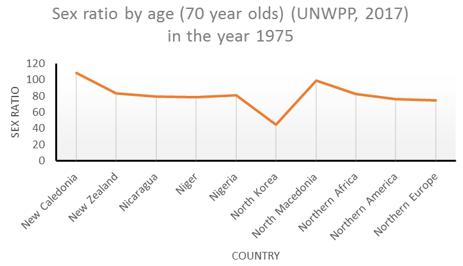 Sex ratio by age (70 year olds) (UNWPP, 2017)
in the year 1975
SEX RATIO
120
100
80
60
40
20
0
New Caledonia
New Zealand
Nicaragua
Niger
Nigeria
North Korea
North Macedonia
Northern Africa
Northern America
Northern Europe
COUNTRY